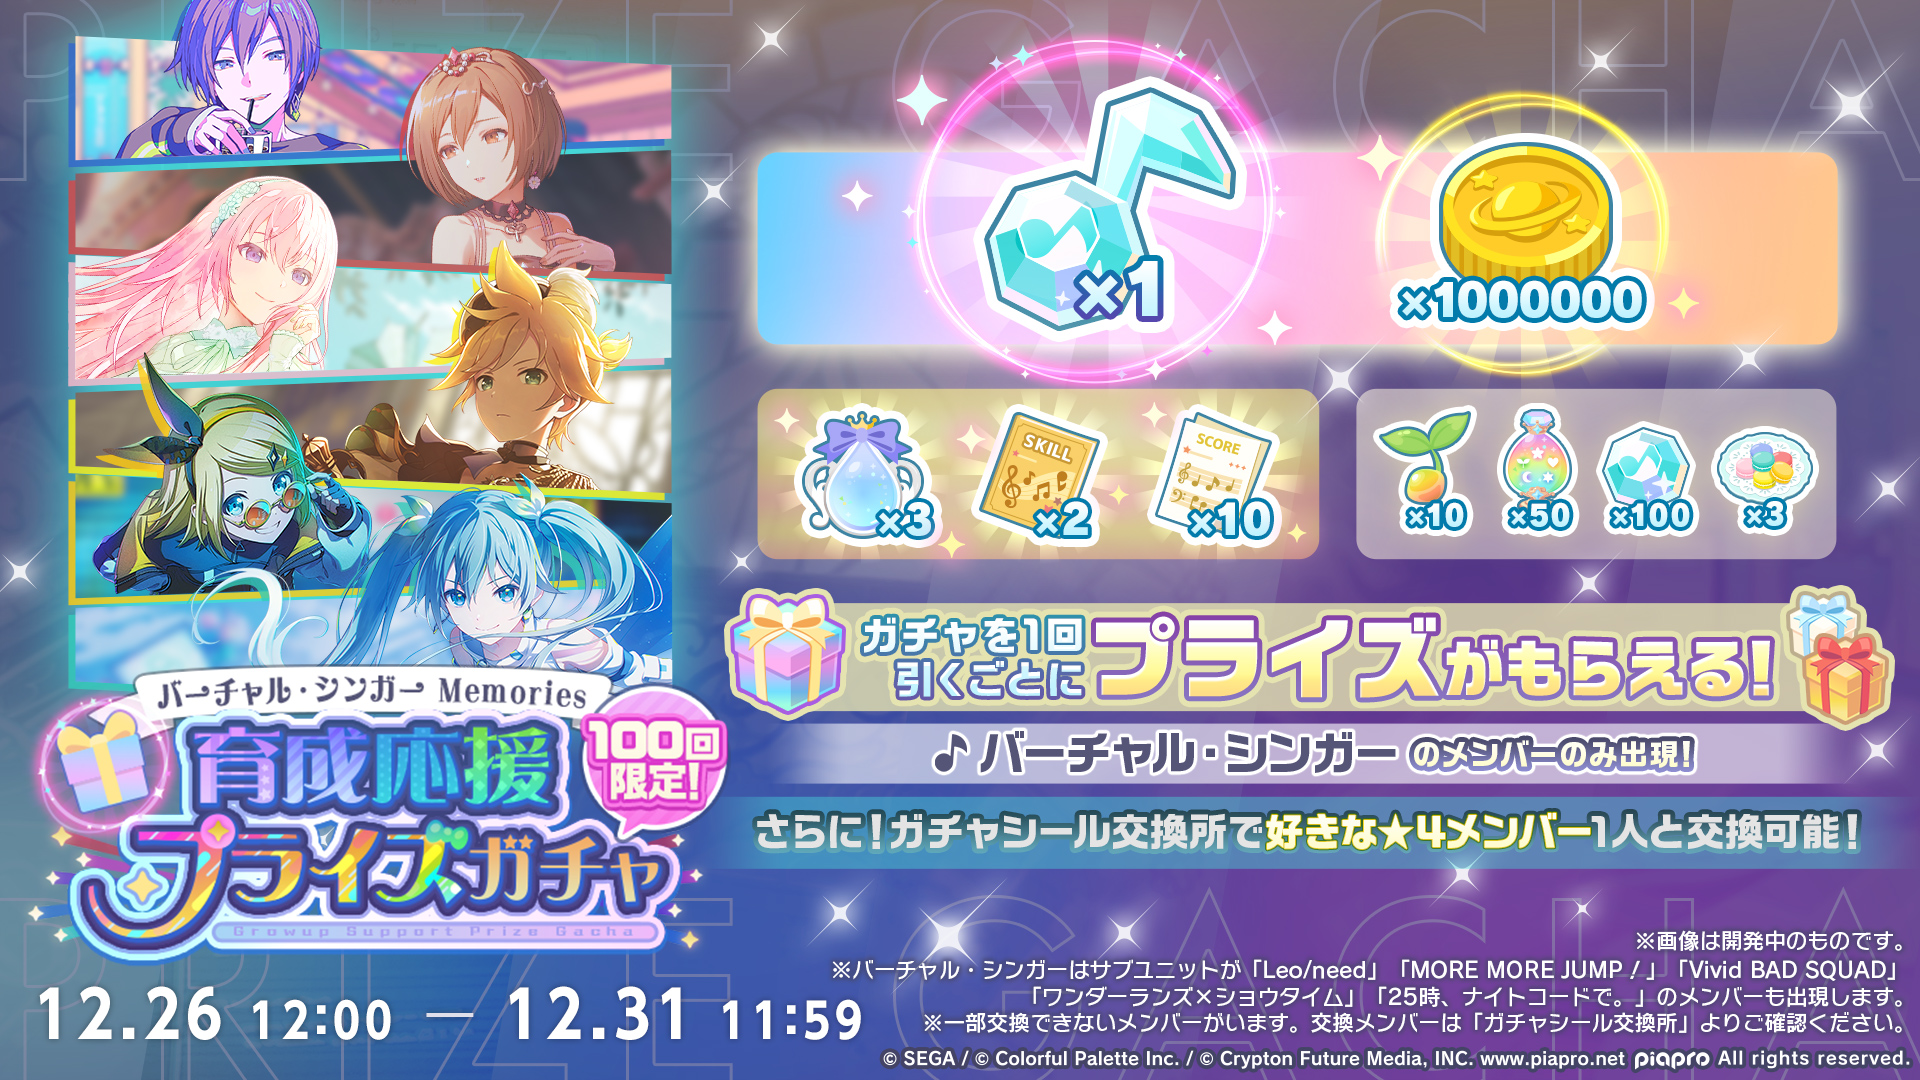 PRIZE GACHA
×1
×1000000
SKILL
SCORE
×3
×2
×10
×10
×50
×100
×3
ガチャを1回
引くごとに
プライズがもらえる!
♪バーチャル・シンガーのメンバーのみ出現!
さらに!ガチャシール交換所で好きな★4メンバー1人と交換可能!
バーチャル・シンガー Memories
育成応援
100回
限定!
プライズガチャ
Growup Support Prize Gacha
12.26 12:00 — 12.31 11:59
PRIZE GACHA
※画像は開発中のものです。
※バーチャル・シンガーはサブユニットが「Leo/need」「MORE MORE JUMP！」「Vivid BAD SQUAD」
「ワンダーランズ×ショウタイム」「25時、ナイトコードで。」のメンバーも出現します。
※一部交換できないメンバーがいます。交換メンバーは「ガチャシール交換所」よりご確認ください。
© SEGA / © Colorful Palette Inc. / © Crypton Future Media, INC. www.piapro.net piapro All rights reserved.